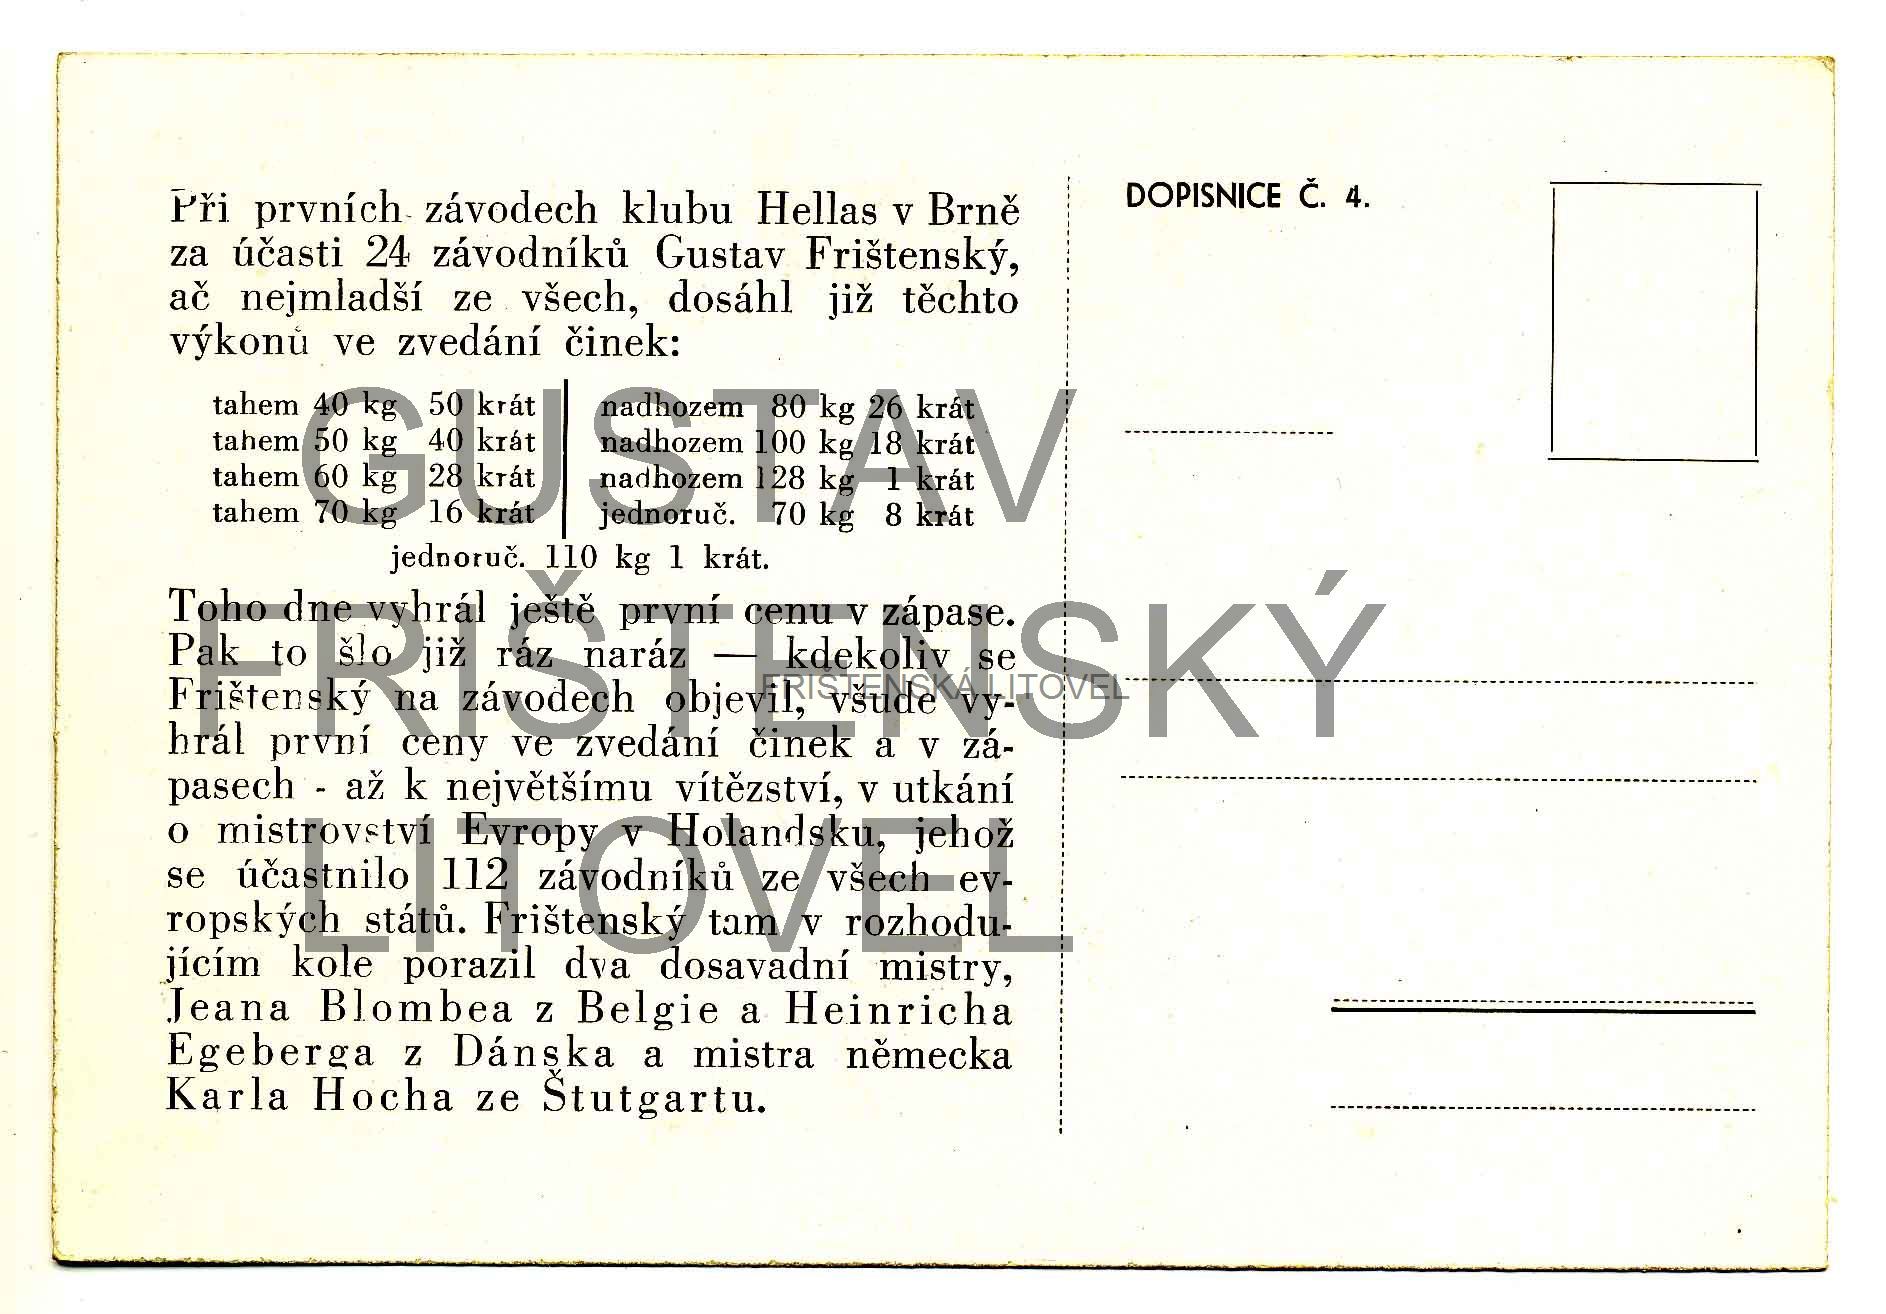 Při prvních závodech klubu Hellas v Brně
za účasti 24 závodníků Gustav Frištenský,
ač nejmladší ze všech, dosáhl již těchto
výkonů ve zvedání činek:
tahem 40 kg 50 krát
tahem 50 kg 40 krát
tahem 60 kg 28 krát
tahem 70 kg 16 krát
nadhozem 80 kg 26 krát
nadhozem 100 kg 18 krát
nadhozem 128 kg 1 krát
jednoruč. 70 kg 8 krát
jednoruč. 110 kg 1 krát.
Toho dne vyhrál ještě první cenu v zápase.
Pak to šlo již ráz naráz — kdekoliv se
Frištenský na závodech objevil, všude vy-
hrál první ceny ve zvedání činek a v zá-
pasech - až k největšímu vítězství, v utkání
o mistrovství Evropy v Holandsku, jehož
se účastnilo 112 závodníků ze všech ev-
ropských států. Frištenský tam v rozhodu-
jícím kole porazil dva dosavadní mistry,
Jeana Blombea z Belgie a Heinricha
Egeberga z Dánska a mistra německa
Karla Hocha ze Štutgartu.
DOPISNICE Č. 4.
GUSTAV
FRIŠTENSKÝ
LITOVEL
FRIŠTENSKÁ LITOVEL